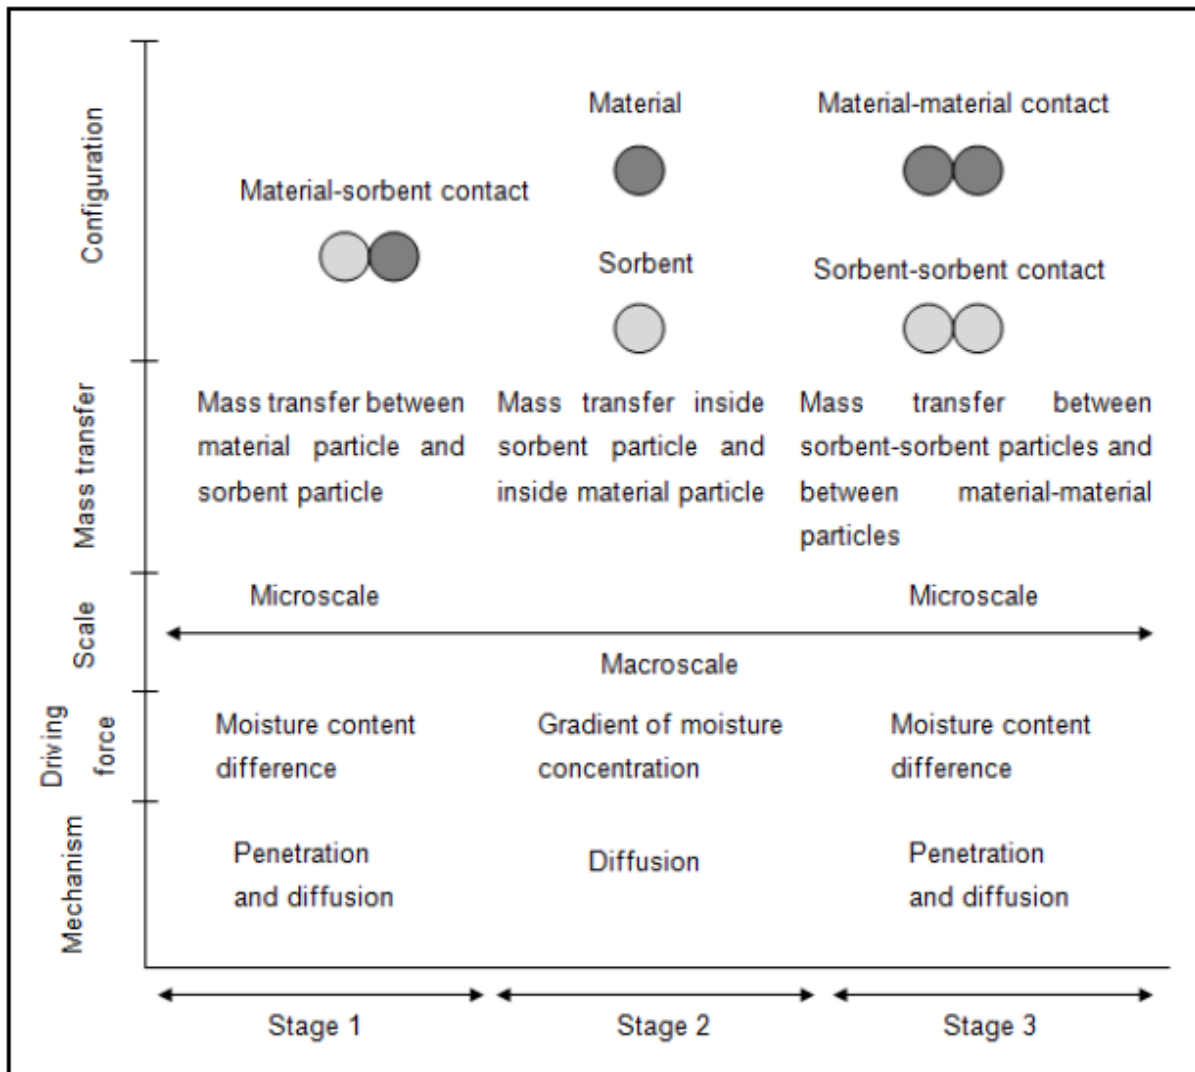 Configuration
Material
Material-material contact
Material-sorbent contact
Sorbent
Sorbent-sorbent contact
Mass transfer
Mass transfer between
material particle and
sorbent particle
Mass transfer inside
sorbent particle and
inside material particle
Mass transfer between
sorbent-sorbent particles and
between material-material
particles
Scale
Microscale
Microscale
Macroscale
Driving
force
Moisture content
difference
Gradient of moisture
concentration
Moisture content
difference
Mechanism
Penetration
and diffusion
Diffusion
Penetration
and diffusion
Stage 1
Stage 2
Stage 3